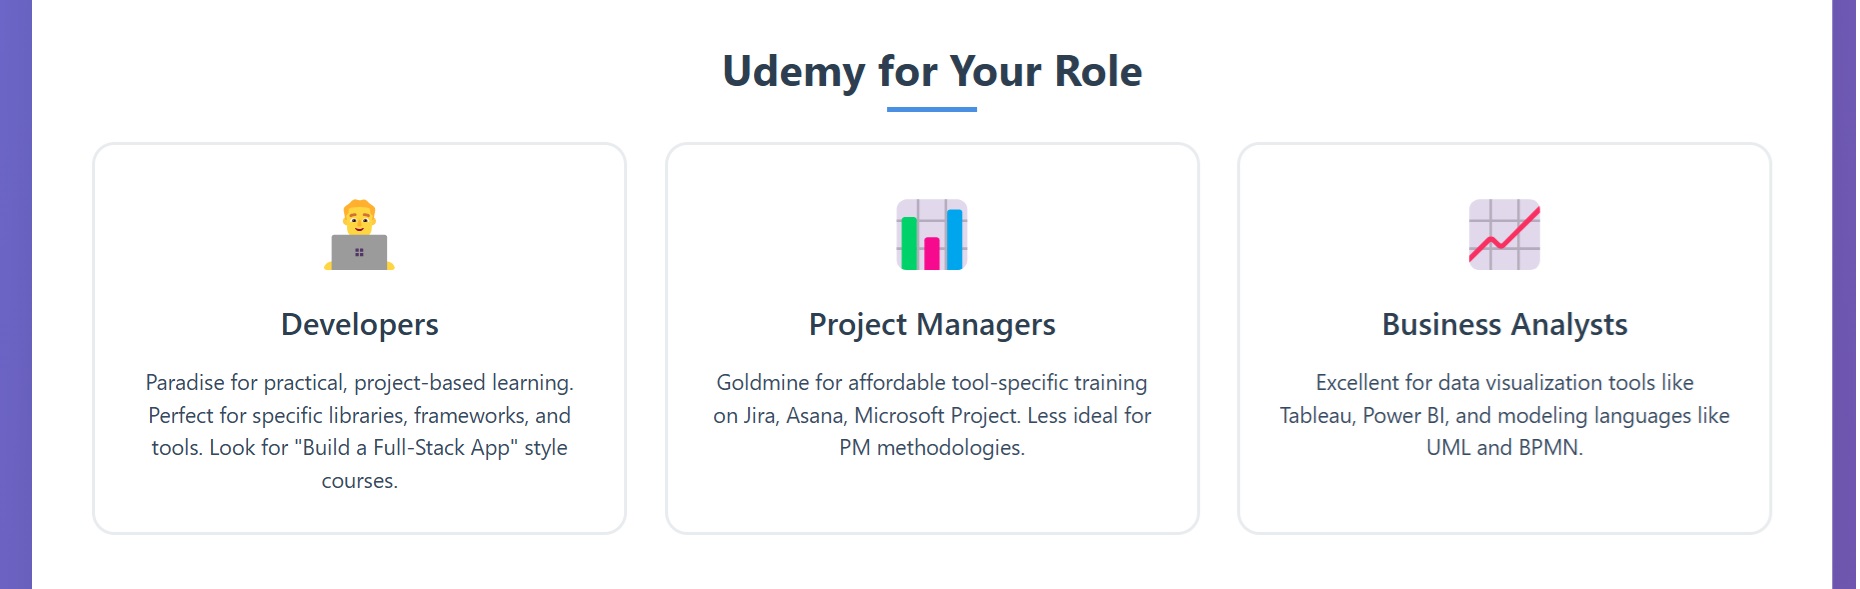 Udemy for Your Role
Developers
Paradise for practical, project-based learning.
Perfect for specific libraries, frameworks, and
tools. Look for "Build a Full-Stack App" style
courses.
Project Managers
Goldmine for affordable tool-specific training
on Jira, Asana, Microsoft Project. Less ideal for
PM methodologies.
Business Analysts
Excellent for data visualization tools like
Tableau, Power BI, and modeling languages like
UML and BPMN.